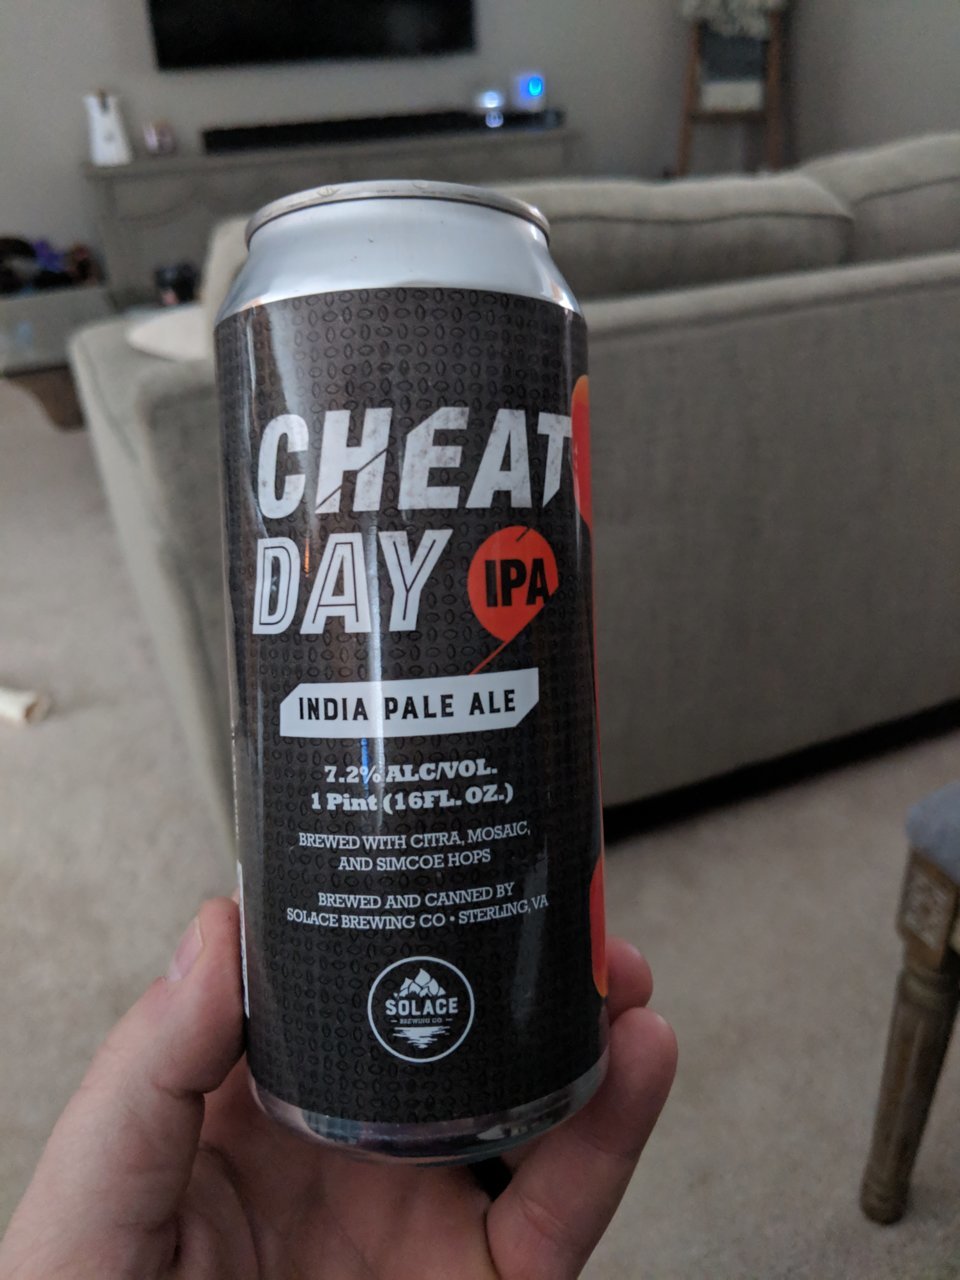 CHEAT
DAY
IPA
INDIA PALE ALE
7.2% ALC/VOL.
1 Pint (16FL. OZ.)
BREWED WITH CITRA, MOSAIC,
AND SIMCOE HOPS
BREWED AND CANNED BY
SOLACE BREWING CO • STERLING, VA
SOLACE
BREWING CO